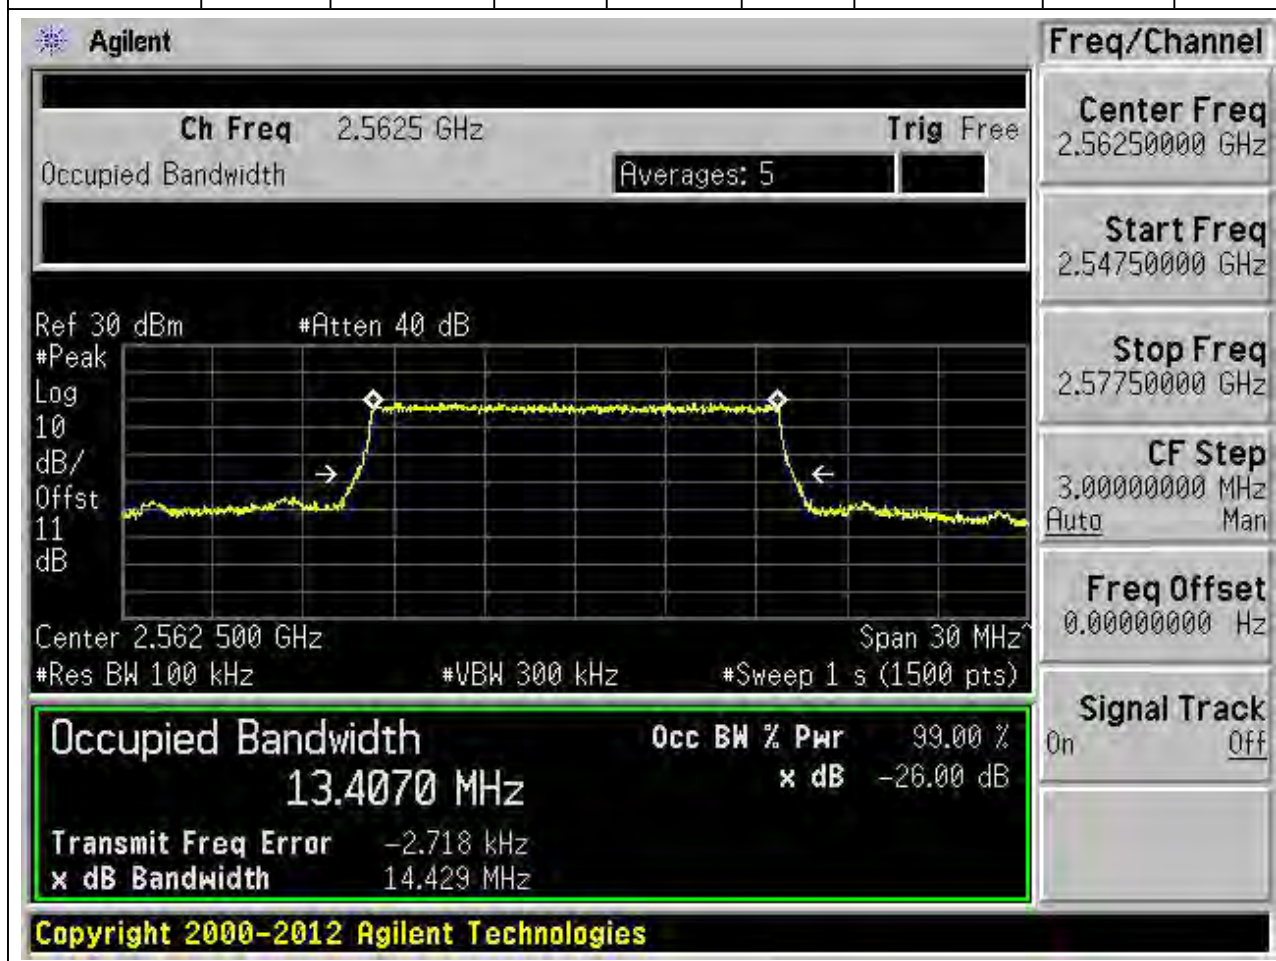 Agilent
Freq/Channel
Ch Freq 2.5625 GHz Trig Free
Occupied Bandwidth Averages: 5
Center Freq
2.56250000 GHz
Start Freq
2.54750000 GHz
Stop Freq
2.57750000 GHz
CF Step
3.00000000 MHz
Auto Man
Freq Offset
0.00000000 Hz
Signal Track
On Off
Ref 30 dBm #Atten 40 dB
#Peak
Log
10
dB/
Offst
11
dB
Center 2.562 500 GHz Span 30 MHz^
#Res BW 100 kHz #VBW 300 kHz #Sweep 1 s (1500 pts)
Occupied Bandwidth Occ BW % Pwr 99.00 %
13.4070 MHz x dB -26.00 dB
Transmit Freq Error -2.718 kHz
x dB Bandwidth 14.429 MHz
Copyright 2000-2012 Agilent Technologies